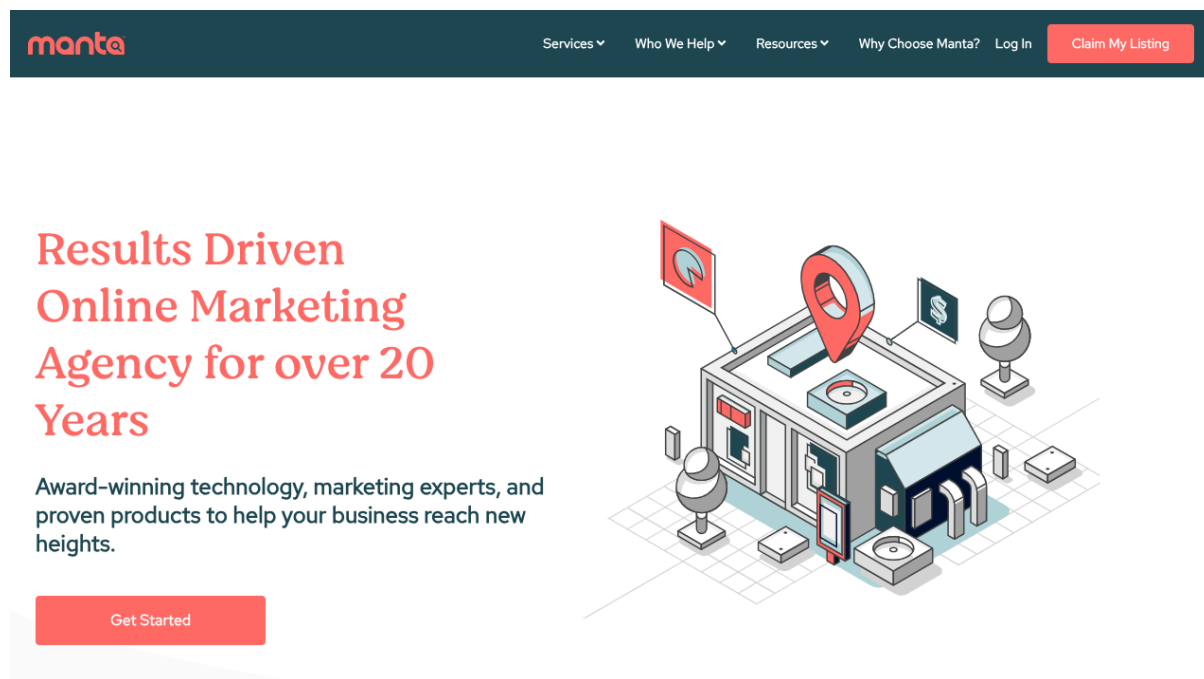 manta
Services Who We Help Resources Why Choose Manta? Log In Claim My Listing
Results Driven
Online Marketing
Agency for over 20
Years
$
Award-winning technology, marketing experts, and
proven products to help your business reach new
heights.
Get Started